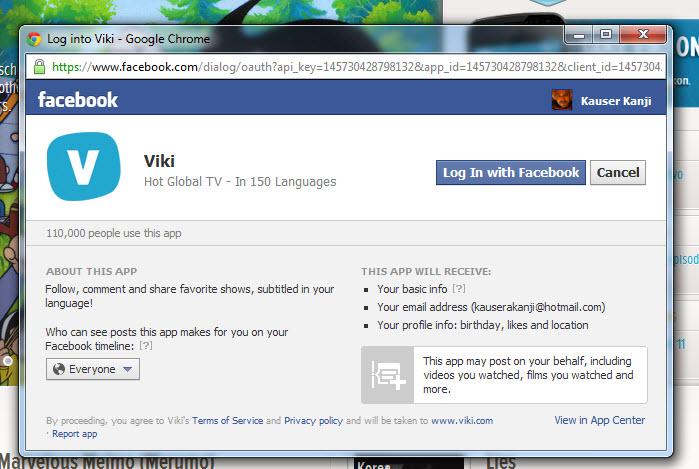 Log into Viki - Google Chrome
https://www.facebook.com/dialog/oauth?api_key=145730428798132&app_id=145730428798132&client_id=1457304
facebook
Kauser Kanji
V
Viki
Hot Global TV - In 150 Languages
Log In with Facebook
Cancel
110,000 people use this app
ABOUT THIS APP
Follow, comment and share favorite shows, subtitled in your
language!
Who can see posts this app makes for you on your
Facebook timeline: [?]
Everyone
THIS APP WILL RECEIVE:
Your basic info [?]
Your email address (kauserakanji@hotmail.com)
Your profile info: birthday, likes and location
This app may post on your behalf, including
videos you watched, films you watched and
more.
By proceeding, you agree to Viki's Terms of Service and Privacy policy and will be taken to www.viki.com
· Report app
View in App Center
ON
con.
11
Marvelous Melmo (Merumo)
Korea
Lies